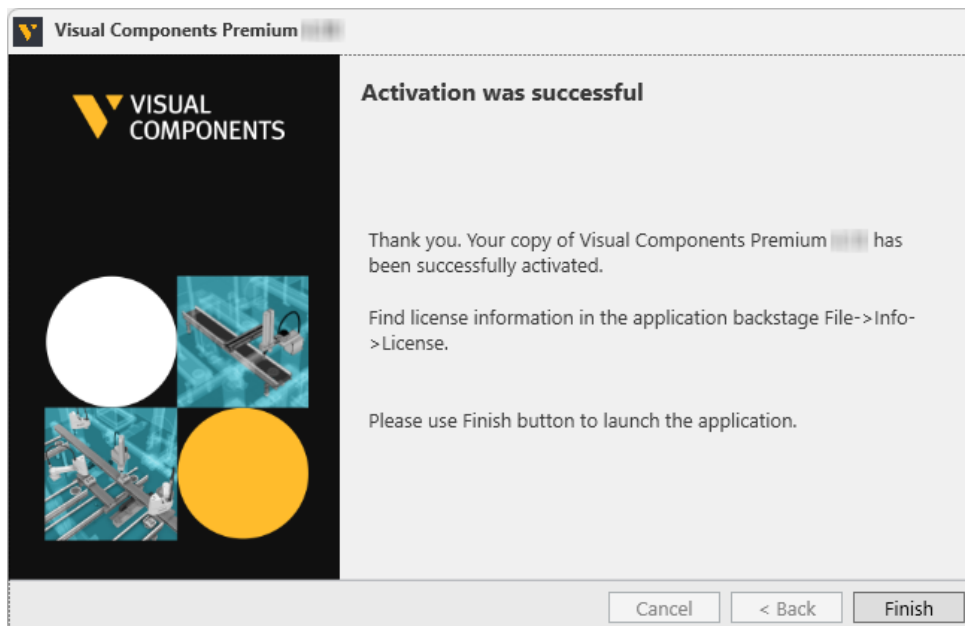 Visual Components Premium
VISUAL
COMPONENTS
Activation was successful
Thank you. Your copy of Visual Components Premium has
been successfully activated.
Find license information in the application backstage File->Info-
>License.
Please use Finish button to launch the application.
Cancel
< Back
Finish